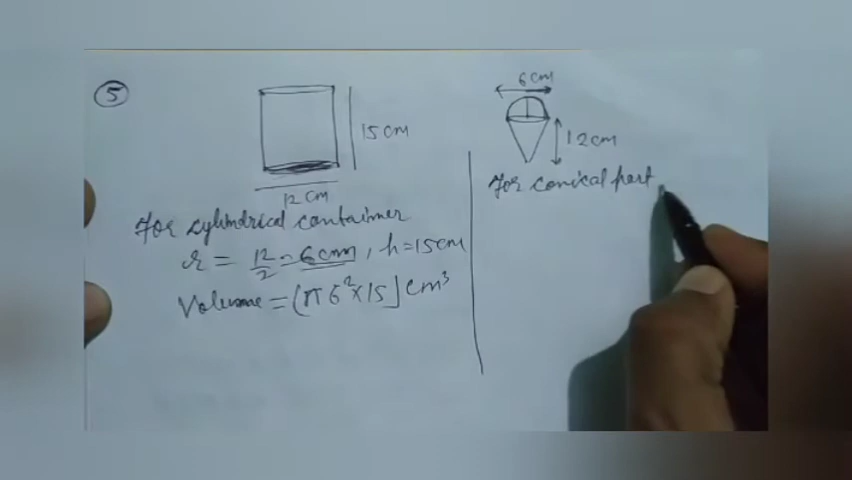 5
15 cm
12 cm
For cylindrical container
r = 12/2 = 6cm, h = 15cm
Volume = (π6²×15) cm³
6 cm
12 cm
For conical part